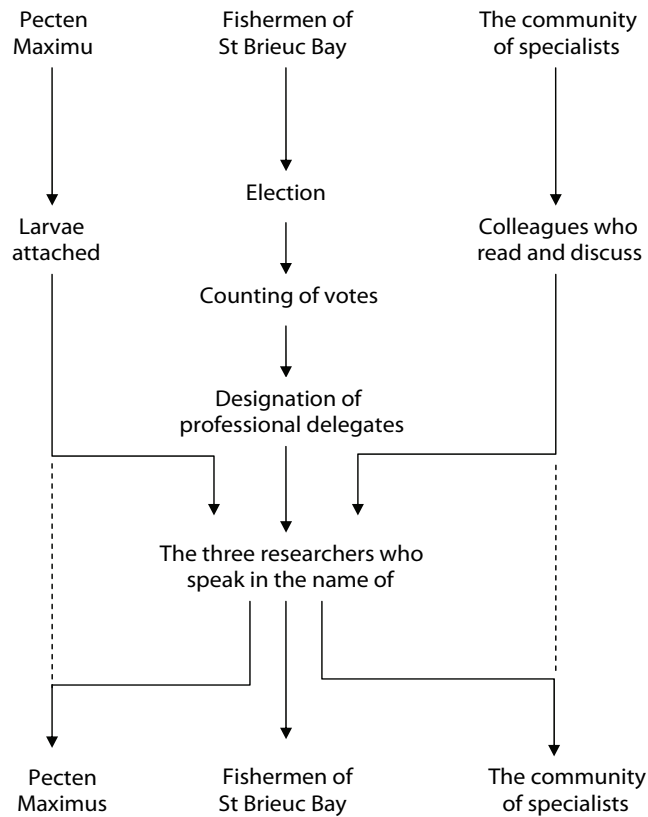 Pecten
Maximu
Fishermen of
St Brieuc Bay
The community
of specialists
Election
Larvae
attached
Colleagues who
read and discuss
Counting of votes
Designation of
professional delegates
The three researchers who
speak in the name of
Pecten
Maximus
Fishermen of
St Brieuc Bay
The community
of specialists